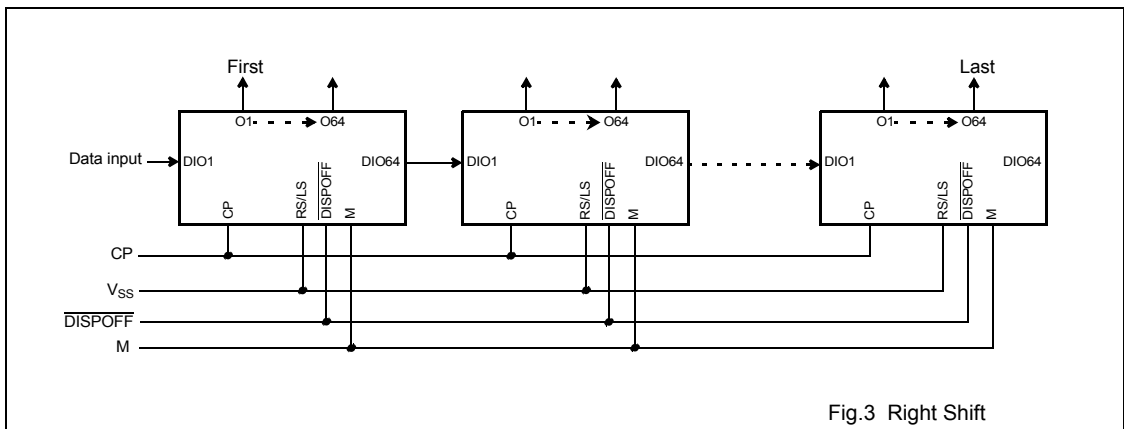 First Last
O1 O64 O1 O64 O1 O64
Data input DIO1 DIO64 DIO1 DIO64 DIO1
CP RS/LS DISPOFF M CP RS/LS DISPOFF M CP RS/LS DISPOFF M
CP
VSS
DISPOFF
M
Fig.3 Right Shift